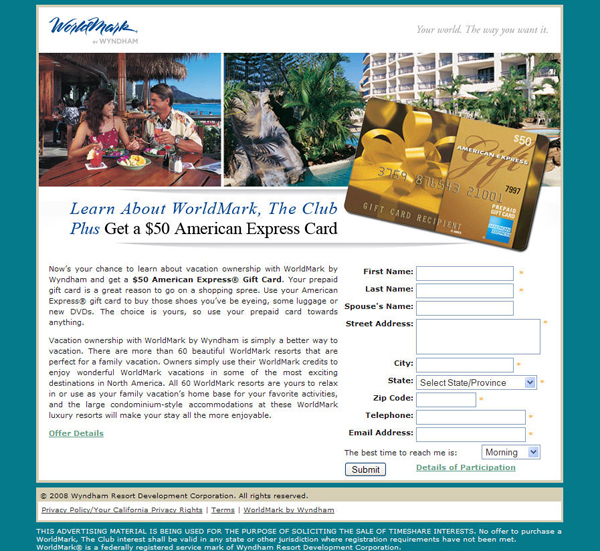 WorldMark
BY WYNDHAM
Your world. The way you want it.
$50
AMERICAN EXPRESS
Gift
3759 876543 21001
7997
GIFT CARD RECIPIENT
PREPAID
GIFT CARD
AMERICAN EXPRESS
Learn About WorldMark, The Club
Plus Get a $50 American Express Card
Now's your chance to learn about vacation ownership with WorldMark by
Wyndham and get a $50 American Express® Gift Card. Your prepaid
gift card is a great reason to go on a shopping spree. Use your American
Express® gift card to buy those shoes you've be eyeing, some luggage or
new DVDs. The choice is yours, so use your prepaid card towards
anything.
Vacation ownership with WorldMark by Wyndham is simply a better way to
vacation. There are more than 60 beautiful WorldMark resorts that are
perfect for a family vacation. Owners simply use their WorldMark credits to
enjoy wonderful WorldMark vacations in some of the most exciting
destinations in North America. All 60 WorldMark resorts are yours to relax
in or use as your family vacation's home base for your favorite activities,
and the large condominium-style accommodations at these WorldMark
luxury resorts will make your stay all the more enjoyable.
Offer Details
First Name: *
Last Name: *
Spouse's Name:
Street Address: *
City: *
State: Select State/Province *
Zip Code: *
Telephone: *
Email Address: *
The best time to reach me is: Morning
Submit Details of Participation
© 2008 Wyndham Resort Development Corporation. All rights reserved.
Privacy Policy/Your California Privacy Rights | Terms | WorldMark by Wyndham
THIS ADVERTISING MATERIAL IS BEING USED FOR THE PURPOSE OF SOLICITING THE SALE OF TIMESHARE INTERESTS. No offer to purchase a
WorldMark, The Club interest shall be valid in any state or other jurisdiction where registration requirements have not been met.
WorldMark® is a federally registered service mark of Wyndham Resort Development Corporation.